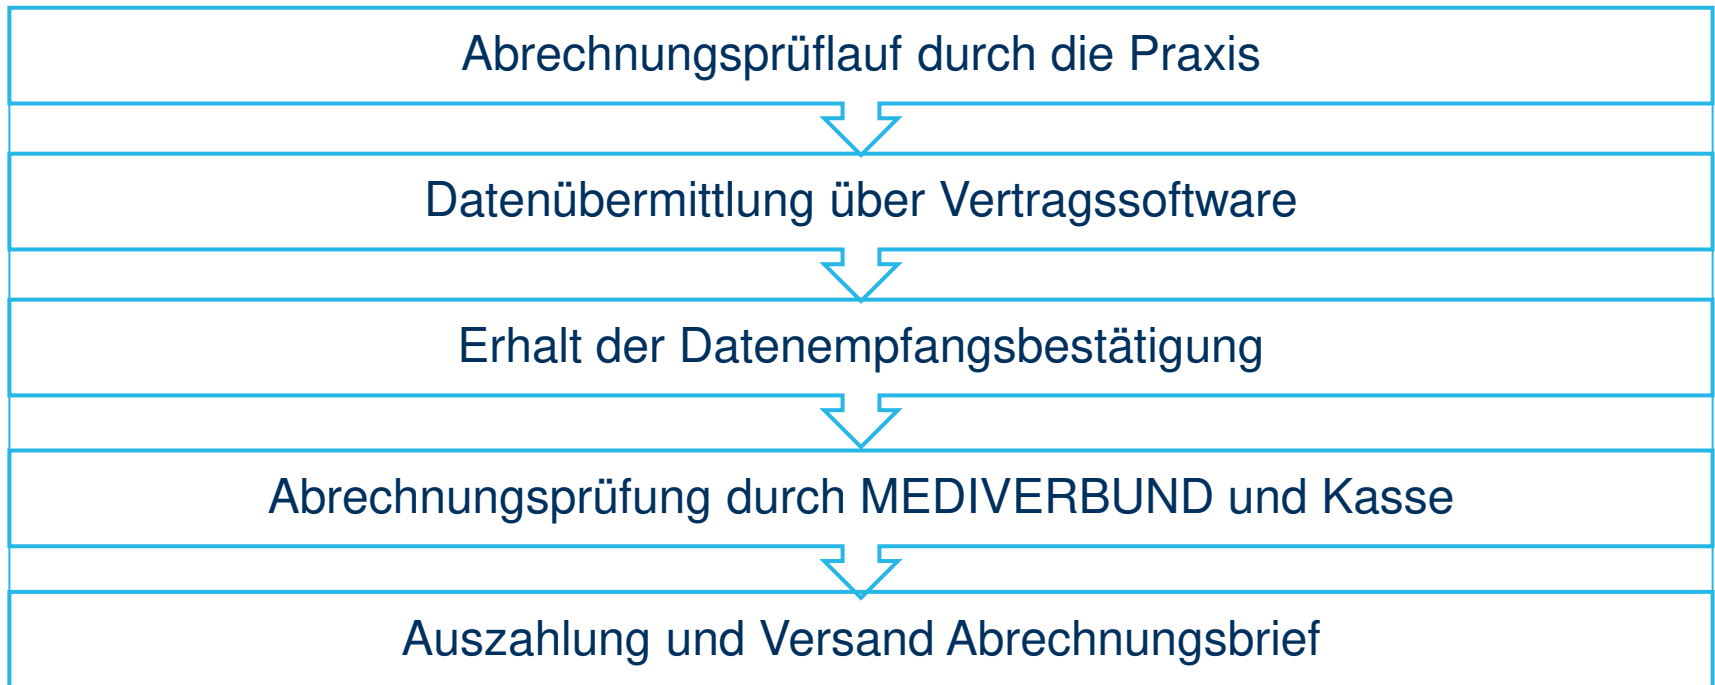 Abrechnungsprüflauf durch die Praxis
Datenübermittlung über Vertragssoftware
Erhalt der Datenempfangsbestätigung
Abrechnungsprüfung durch MEDIVERBUND und Kasse
Auszahlung und Versand Abrechnungsbrief